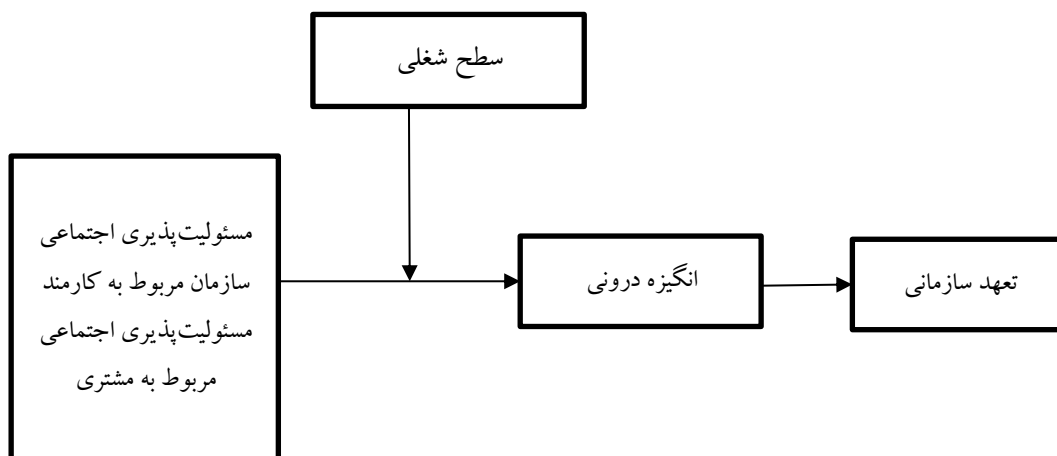 سطح شغلی
مسئولیت‌پذیری اجتماعی
سازمان مربوط به کارمند
مسئولیت‌پذیری اجتماعی
مربوط به مشتری
انگیزه درونی
تعهد سازمانی